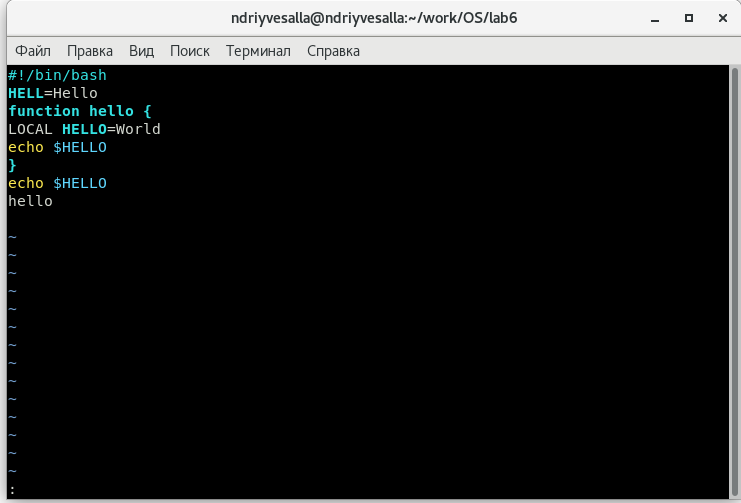 ndriyvesalla@ndriyvesalla:~/work/OS/lab6
Файл Правка Вид Поиск Терминал Справка
#!/bin/bash
HELL=Hello
function hello {
LOCAL HELLO=World
echo $HELLO
}
echo $HELLO
hello

~
~
~
~
~
~
~
~
~
~
~
~
~
~
: